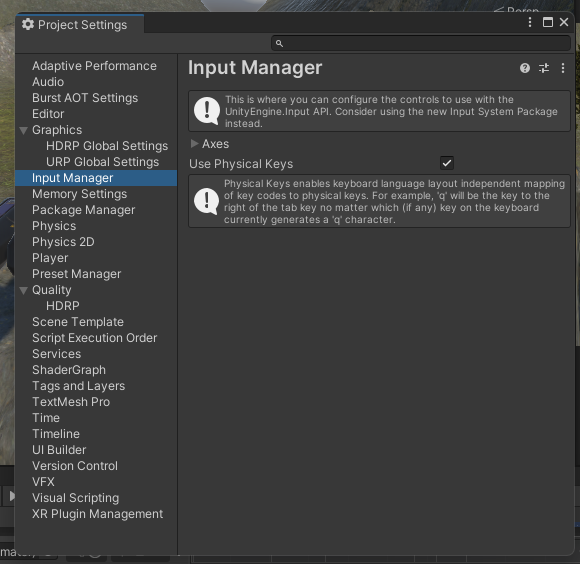 Persp
Project Settings
Input Manager
Adaptive Performance
Audio
Burst AOT Settings
Editor
Graphics
HDRP Global Settings
URP Global Settings
Input Manager
Memory Settings
Package Manager
Physics
Physics 2D
Player
Preset Manager
Quality
HDRP
Scene Template
Script Execution Order
Services
ShaderGraph
Tags and Layers
TextMesh Pro
Time
Timeline
UI Builder
Version Control
VFX
Visual Scripting
XR Plugin Management
This is where you can configure the controls to use with the
UnityEngine.Input API. Consider using the new Input System Package
instead.
Axes
Use Physical Keys
Physical Keys enables keyboard language layout independent mapping
of key codes to physical keys. For example, 'q' will be the key to the
right of the tab key no matter which (if any) key on the keyboard
currently generates a 'q' character.